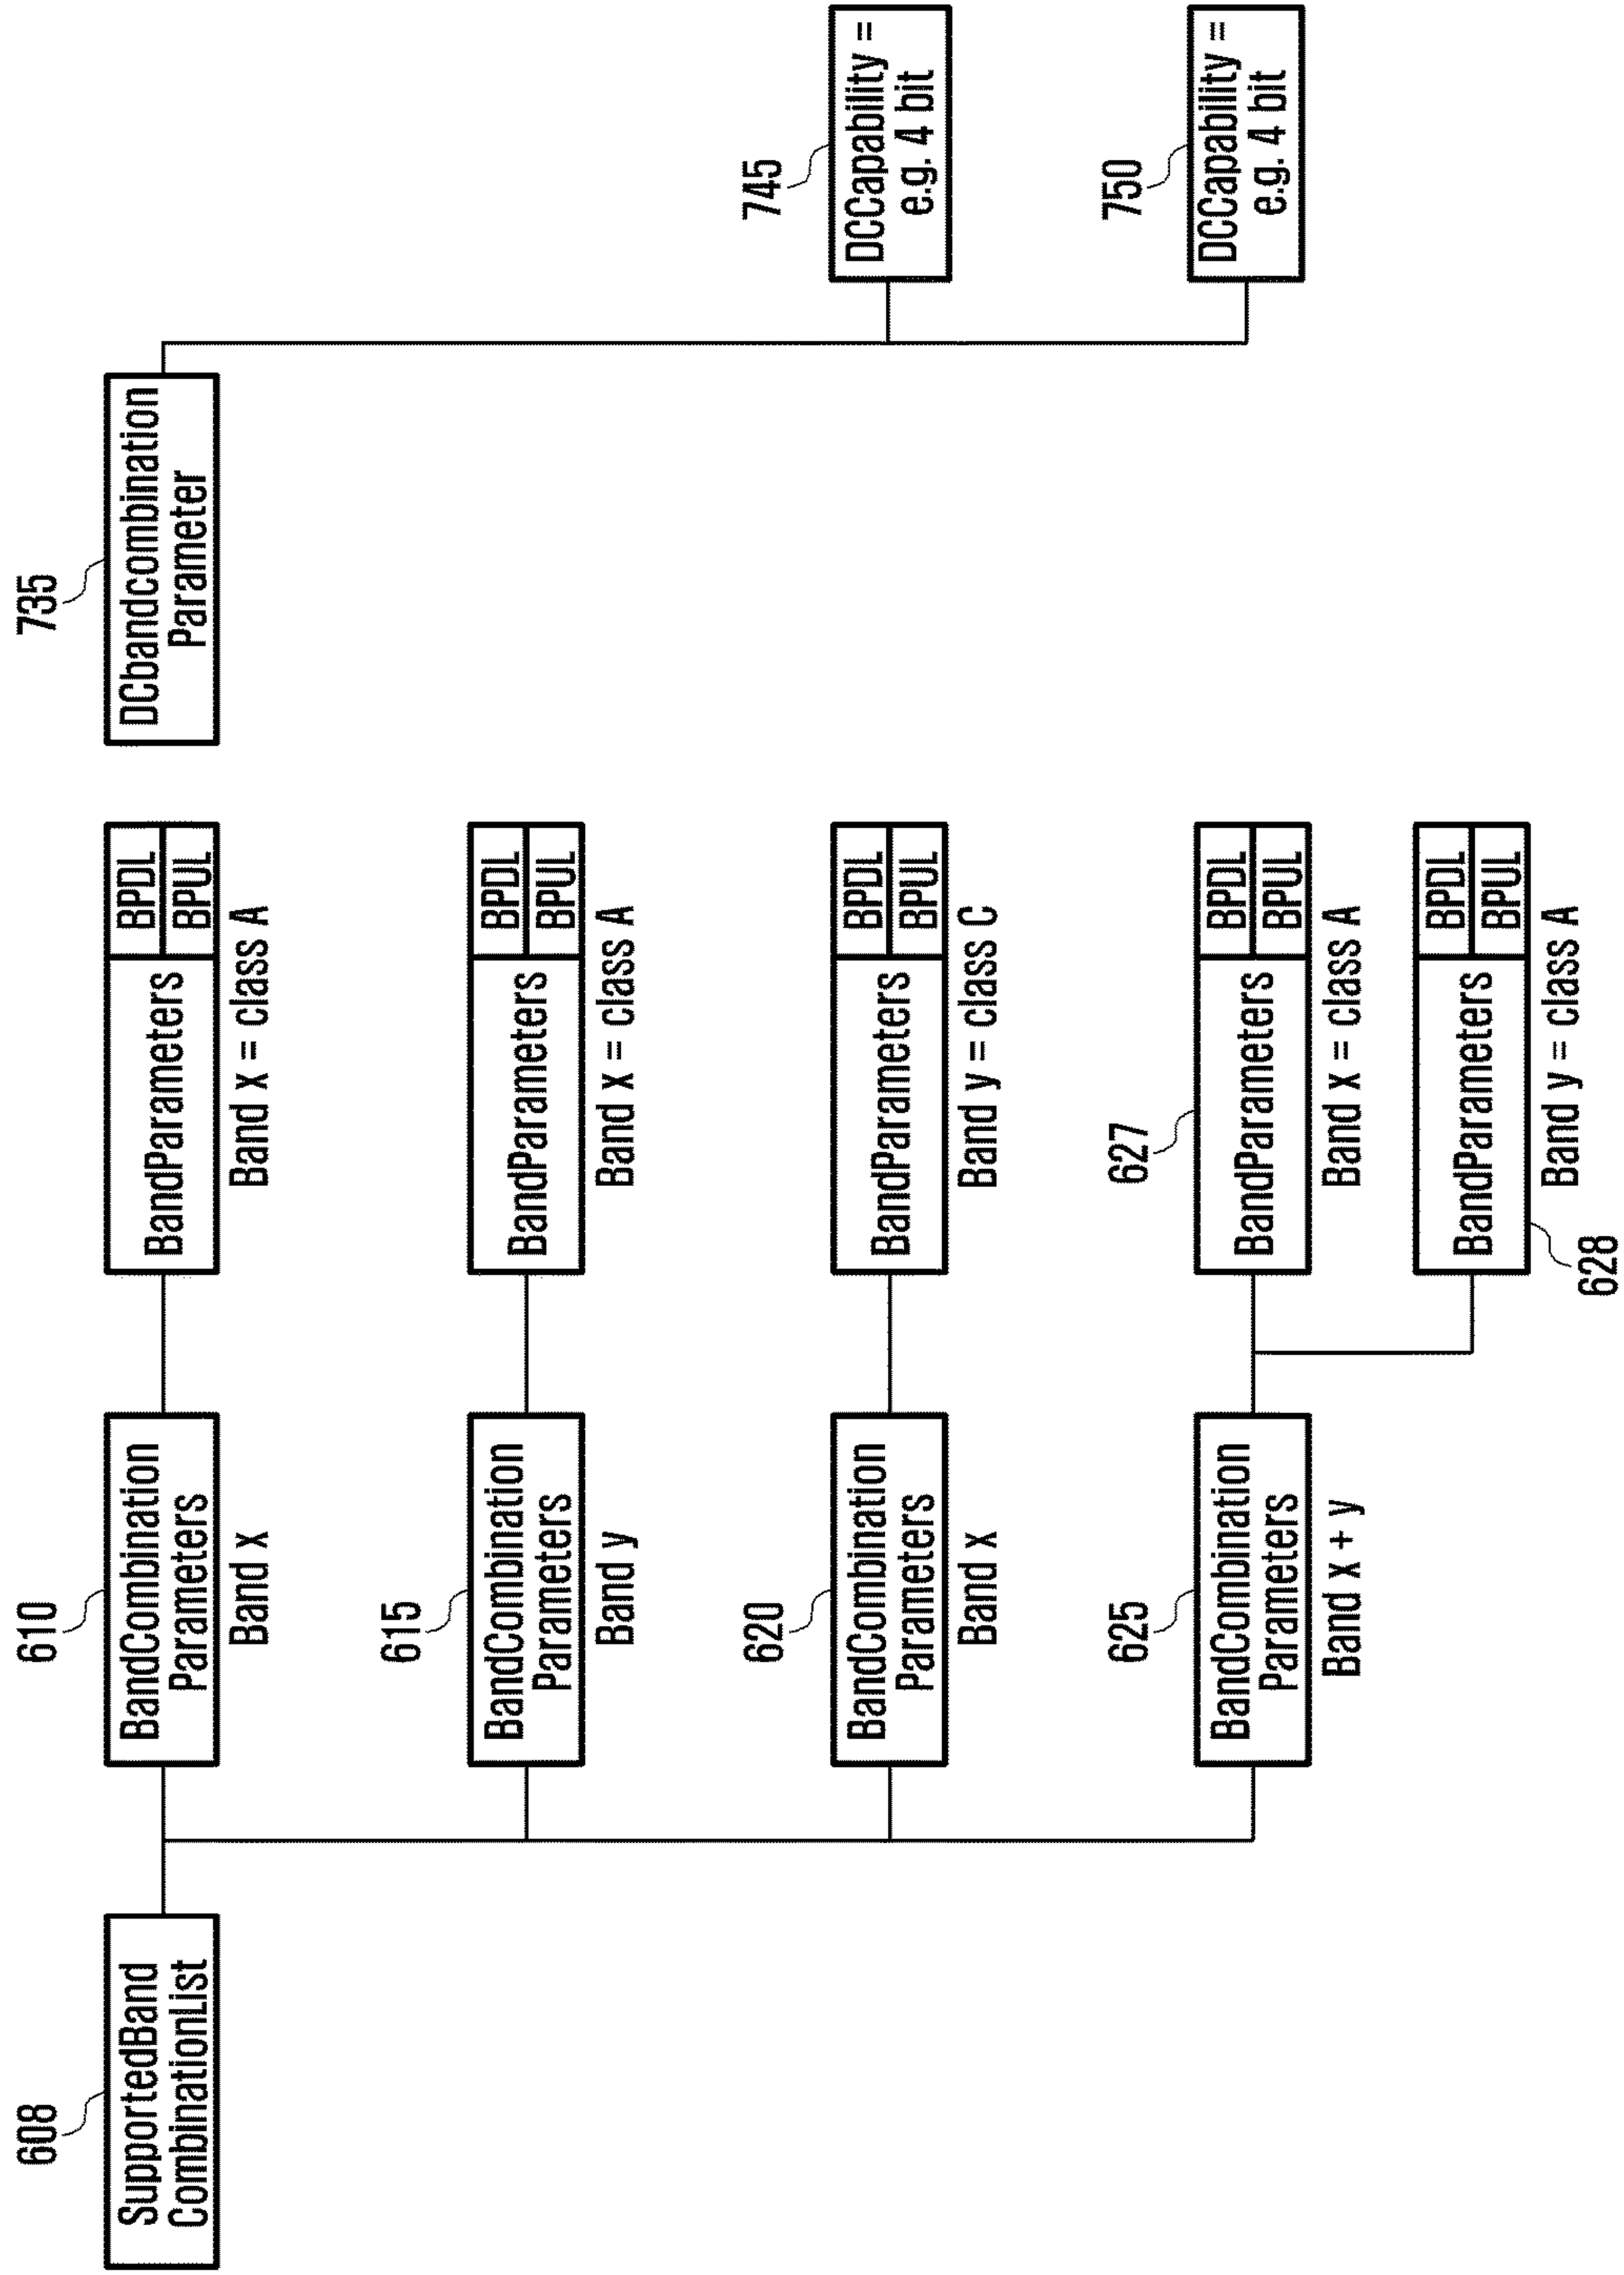 608
SupportedBand
CombinationList
610
BandCombination
Parameters
Band x
BandParameters
BPDL
BPUL
Band x = class A
735
DCbandcombination
Parameter
615
BandCombination
Parameters
Band y
BandParameters
BPDL
BPUL
Band x = class A
620
BandCombination
Parameters
Band x
BandParameters
BPDL
BPUL
Band y = class C
745
DCCapability =
e.g. 4 bit
625
BandCombination
Parameters
Band x + y
627
BandParameters
BPDL
BPUL
Band x = class A
750
DCCapability =
e.g. 4 bit
628
BandParameters
BPDL
BPUL
Band y = class A